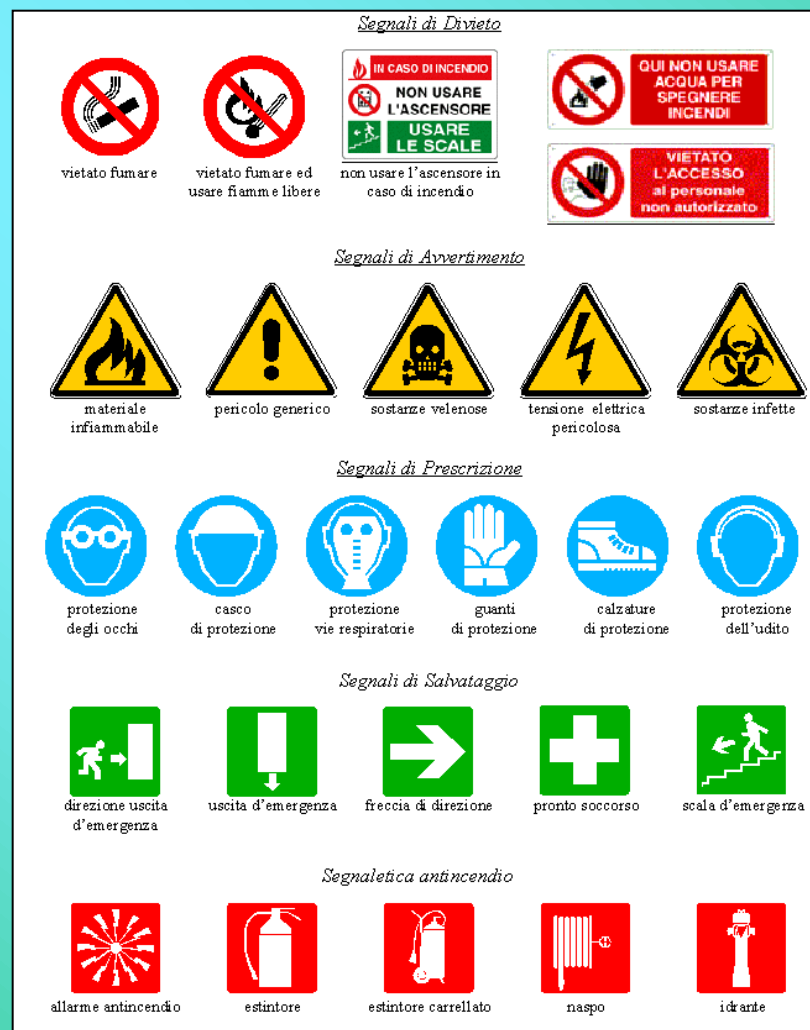 Segnali di Divieto
IN CASO DI INCENDIO
NON USARE
L'ASCENSORE
USARE
LE SCALE
QUI NON USARE
ACQUA PER
SPEGNERE
INCENDI
VIETATO
L'ACCESSO
al personale
non autorizzato
vietato fumare
vietato fumare ed
usare fiamme libere
non usare l'ascensore in
caso di incendio
Segnali di Avvertimento
materiale
infiammabile
pericolo generico
sostanze velenose
tensione elettrica
pericolosa
sostanze infette
Segnali di Prescrizione
protezione
degli occhi
casco
di protezione
protezione
vie respiratorie
guanti
di protezione
calzature
di protezione
protezione
dell'udito
Segnali di Salvataggio
direzione uscita
d'emergenza
uscita d'emergenza
freccia di direzione
pronto soccorso
scala d'emergenza
Segnaletica antincendio
allarme antincendio
estintore
estintore carrellato
naspo
idrante